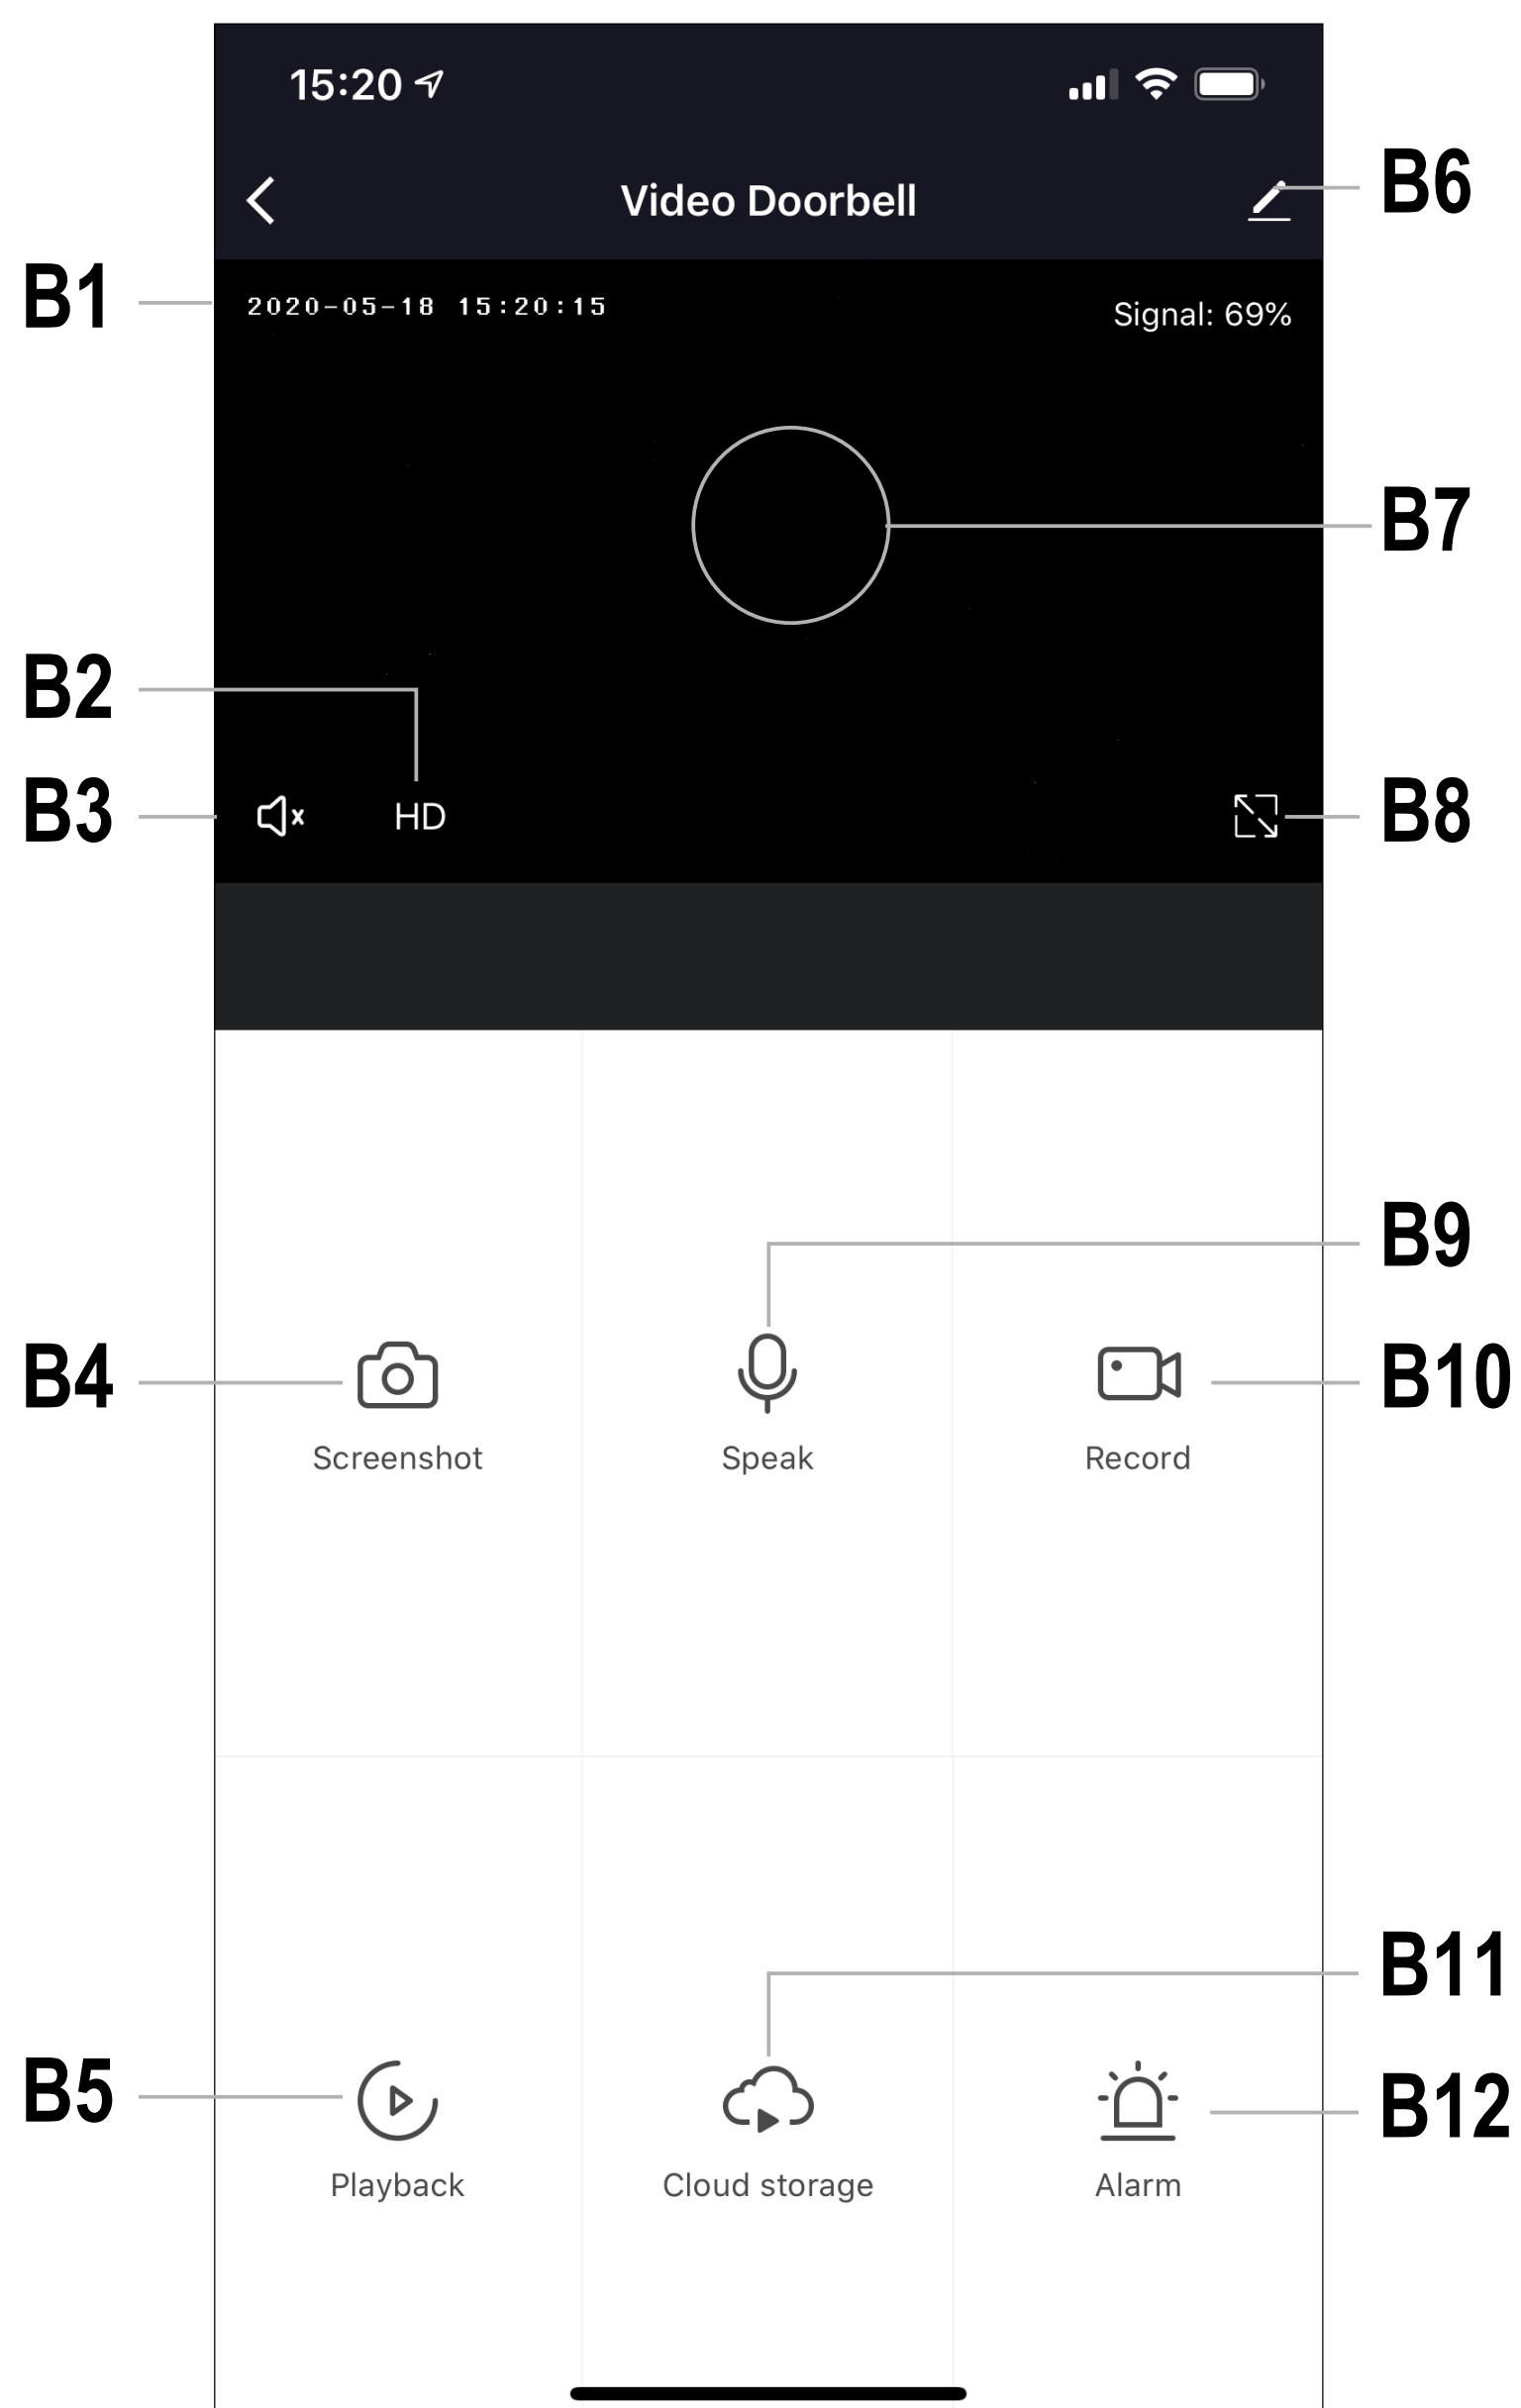 15:20
Video Doorbell
B6
B1
2020-05-18 15:20:15
Signal: 69%
B7
B2
B3
HD
B8
B9
B4
B10
Screenshot
Speak
Record
B11
B5
B12
Playback
Cloud storage
Alarm